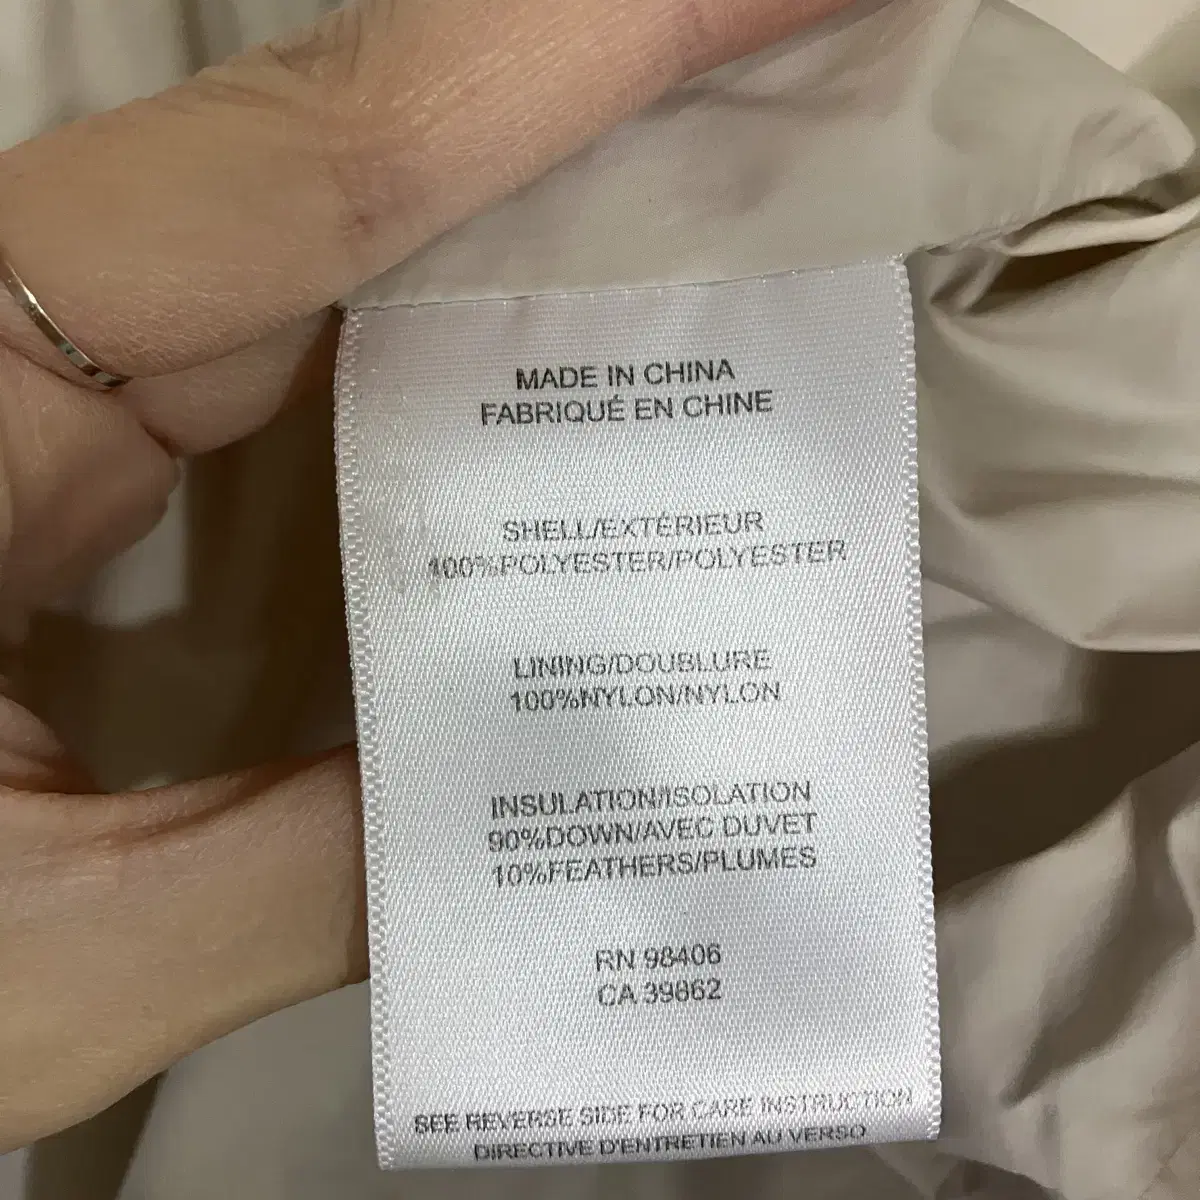 MADE IN CHINA
FABRIQUÉ EN CHINE
SHELL/EXTÉRIEUR
100%POLYESTER/POLYESTER
LINING/DOUBLURE
100%NYLON/NYLON
INSULATION/ISOLATION
90%DOWN/AVEC DUVET
10%FEATHERS/PLUMES
RN 98406
CA 39862
SEE REVERSE SIDE FOR CARE INSTRUCTION
DIRECTIVE D'ENTRETIEN AU VERSO